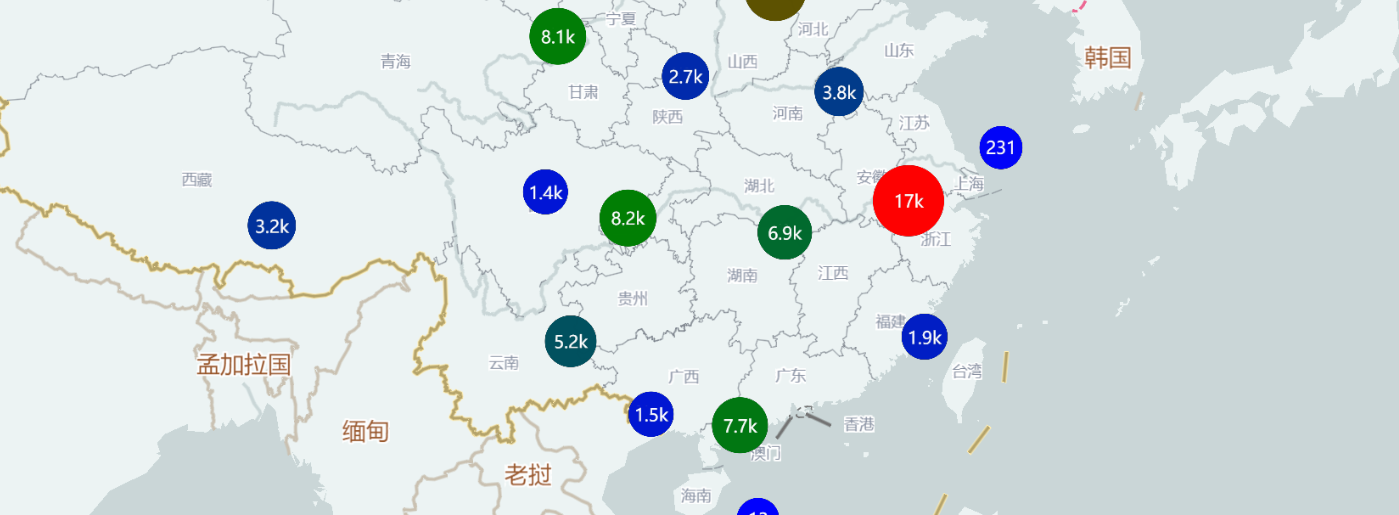 宁夏
河北
8.1k
山东
山西
青海
韩国
2.7k
甘肃
3.8k
陕西
河南
江苏
231
西藏
1.4k
湖北
安徽
上海
17k
8.2k
3.2k
6.9k
浙江
湖南
江西
贵州
福建
1.9k
5.2k
孟加拉国
云南
广西
广东
台湾
缅甸
1.5k
7.7k
香港
澳门
老挝
海南